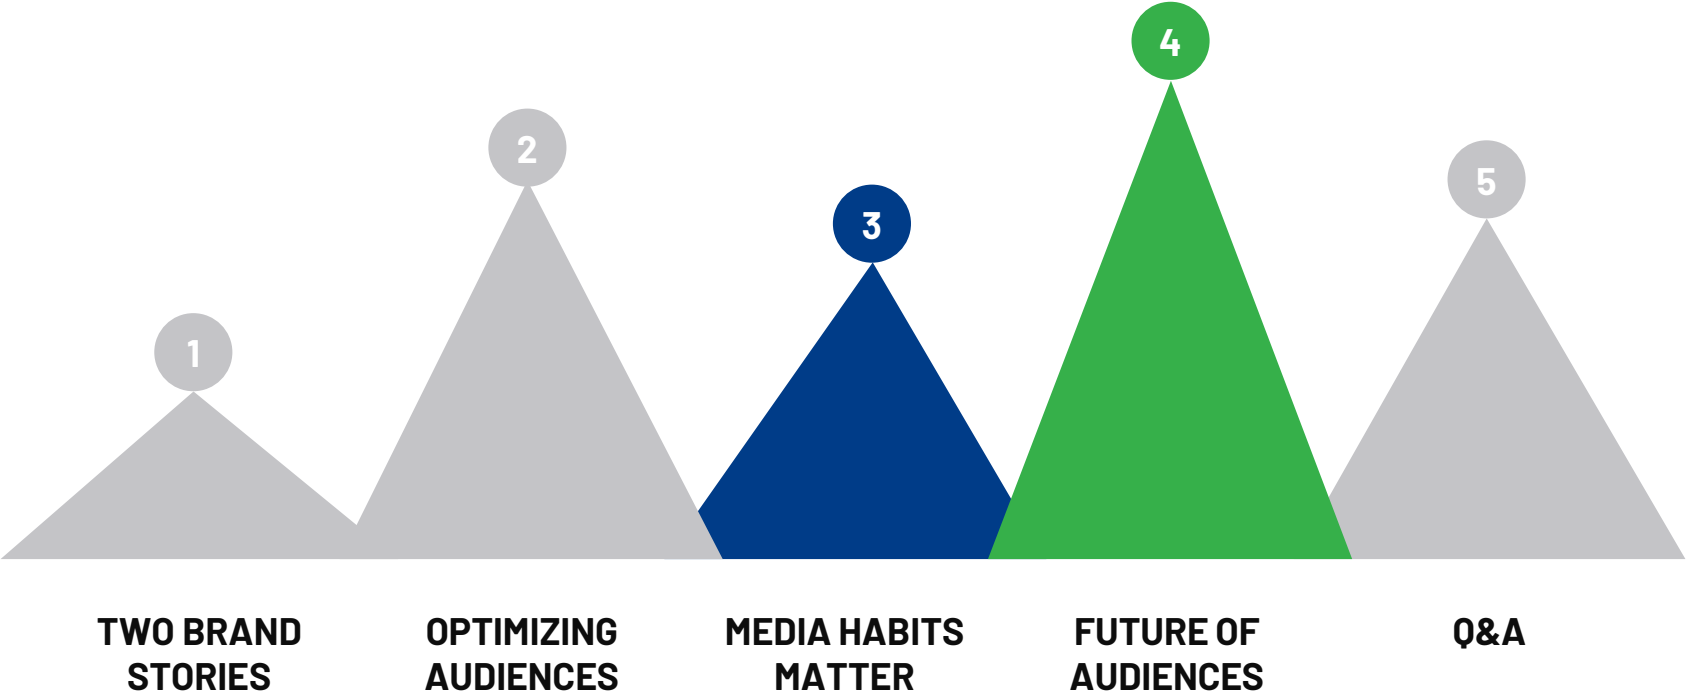 1
2
3
4
5
TWO BRAND
STORIES
OPTIMIZING
AUDIENCES
MEDIA HABITS
MATTER
FUTURE OF
AUDIENCES
Q&A